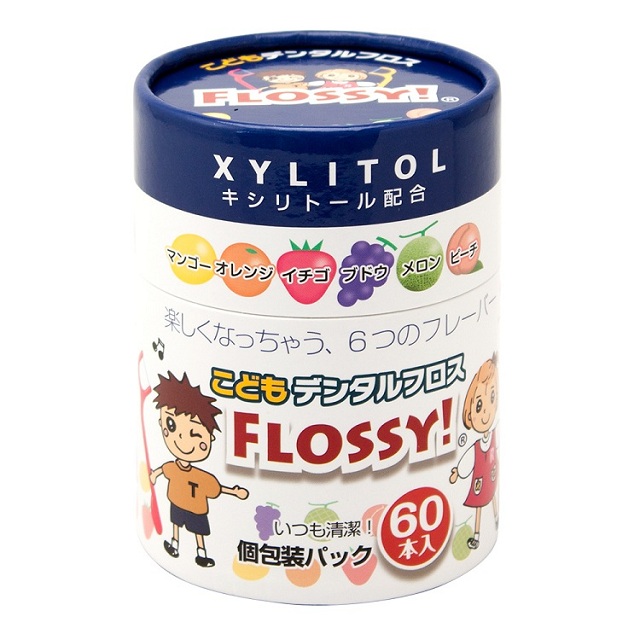 こどもデンタルフロス
FLOSSY!®
XYLITOL
キシリトール配合
マンゴー オレンジ イチゴ ブドウ メロン ピーチ
楽しくなっちゃう、6つのフレーバー
こどもデンタルフロス
FLOSSY!®
T
いつも清潔!
個包装パック
60
本入